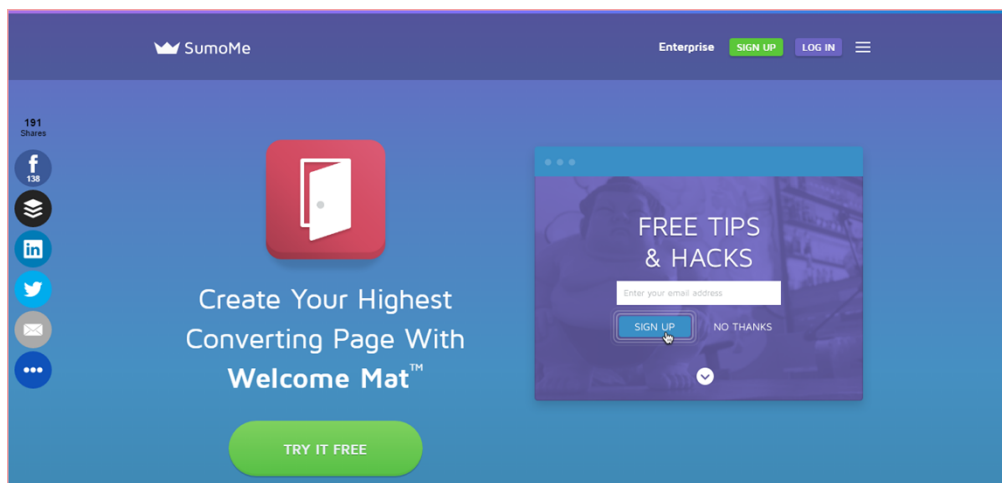 SumoMe
Enterprise
SIGN UP
LOG IN
191
Shares
f
138
in
Create Your Highest
Converting Page With
Welcome Mat™
TRY IT FREE
FREE TIPS
& HACKS
Enter your email address
SIGN UP
NO THANKS